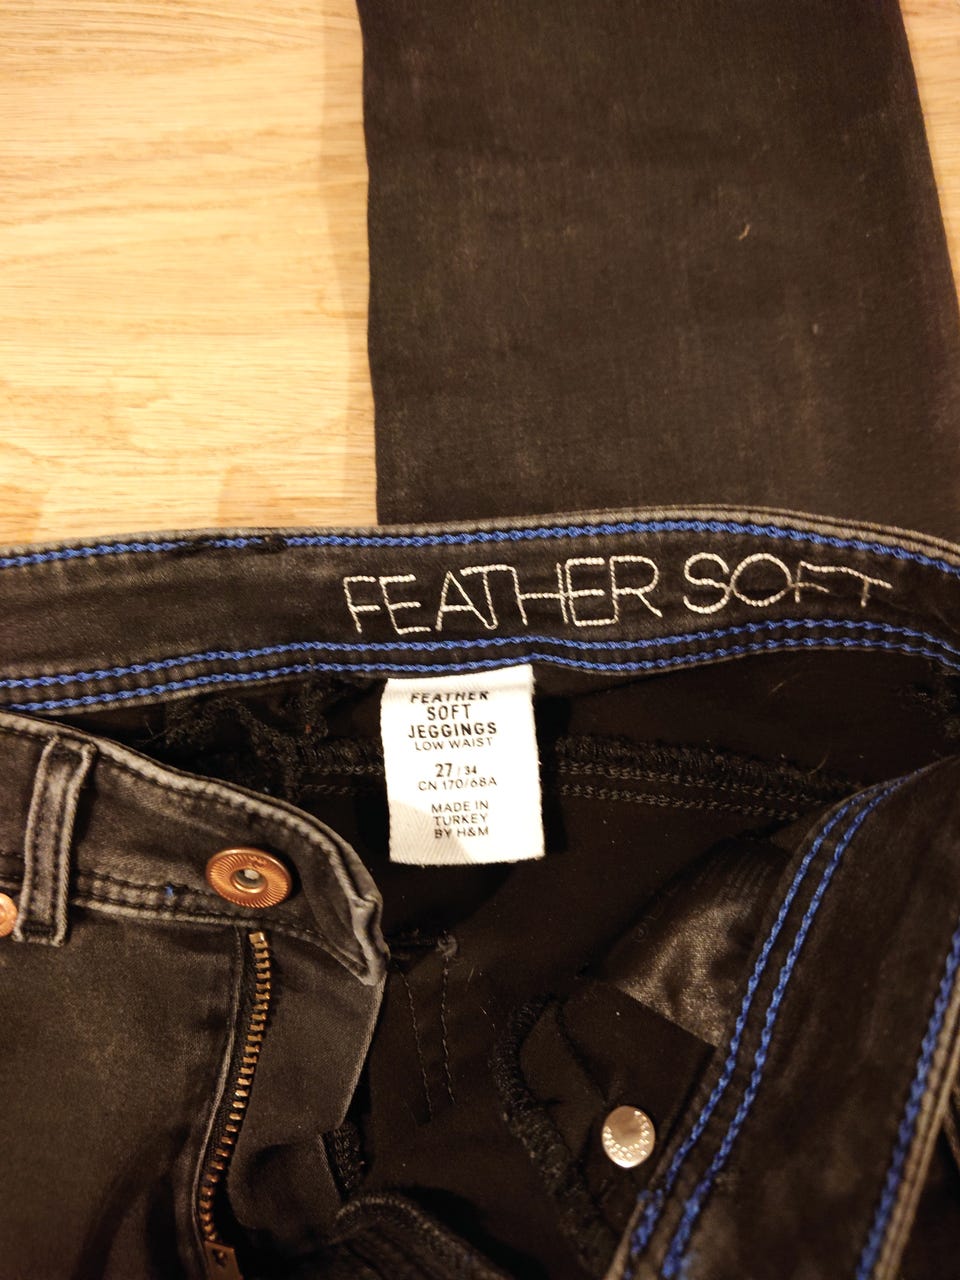 FEATHER SOFT
FEATHER
SOFT
JEGGINGS
LOW WAIST
27/34
CN 170/68A
MADE IN
TURKEY
BY H&M